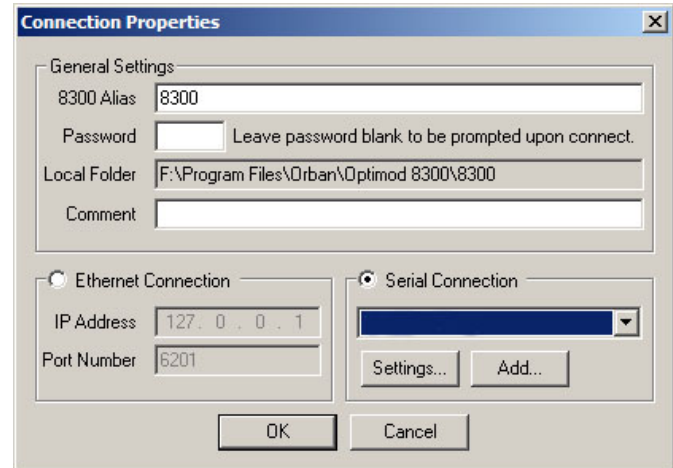 Connection Properties
General Settings
8300 Alias 8300
Password Leave password blank to be prompted upon connect.
Local Folder F:\Program Files\Orban\Optimod 8300\8300
Comment
Ethernet Connection Serial Connection
IP Address 127. 0 . 0 . 1
Port Number 6201
Settings... Add...
OK Cancel